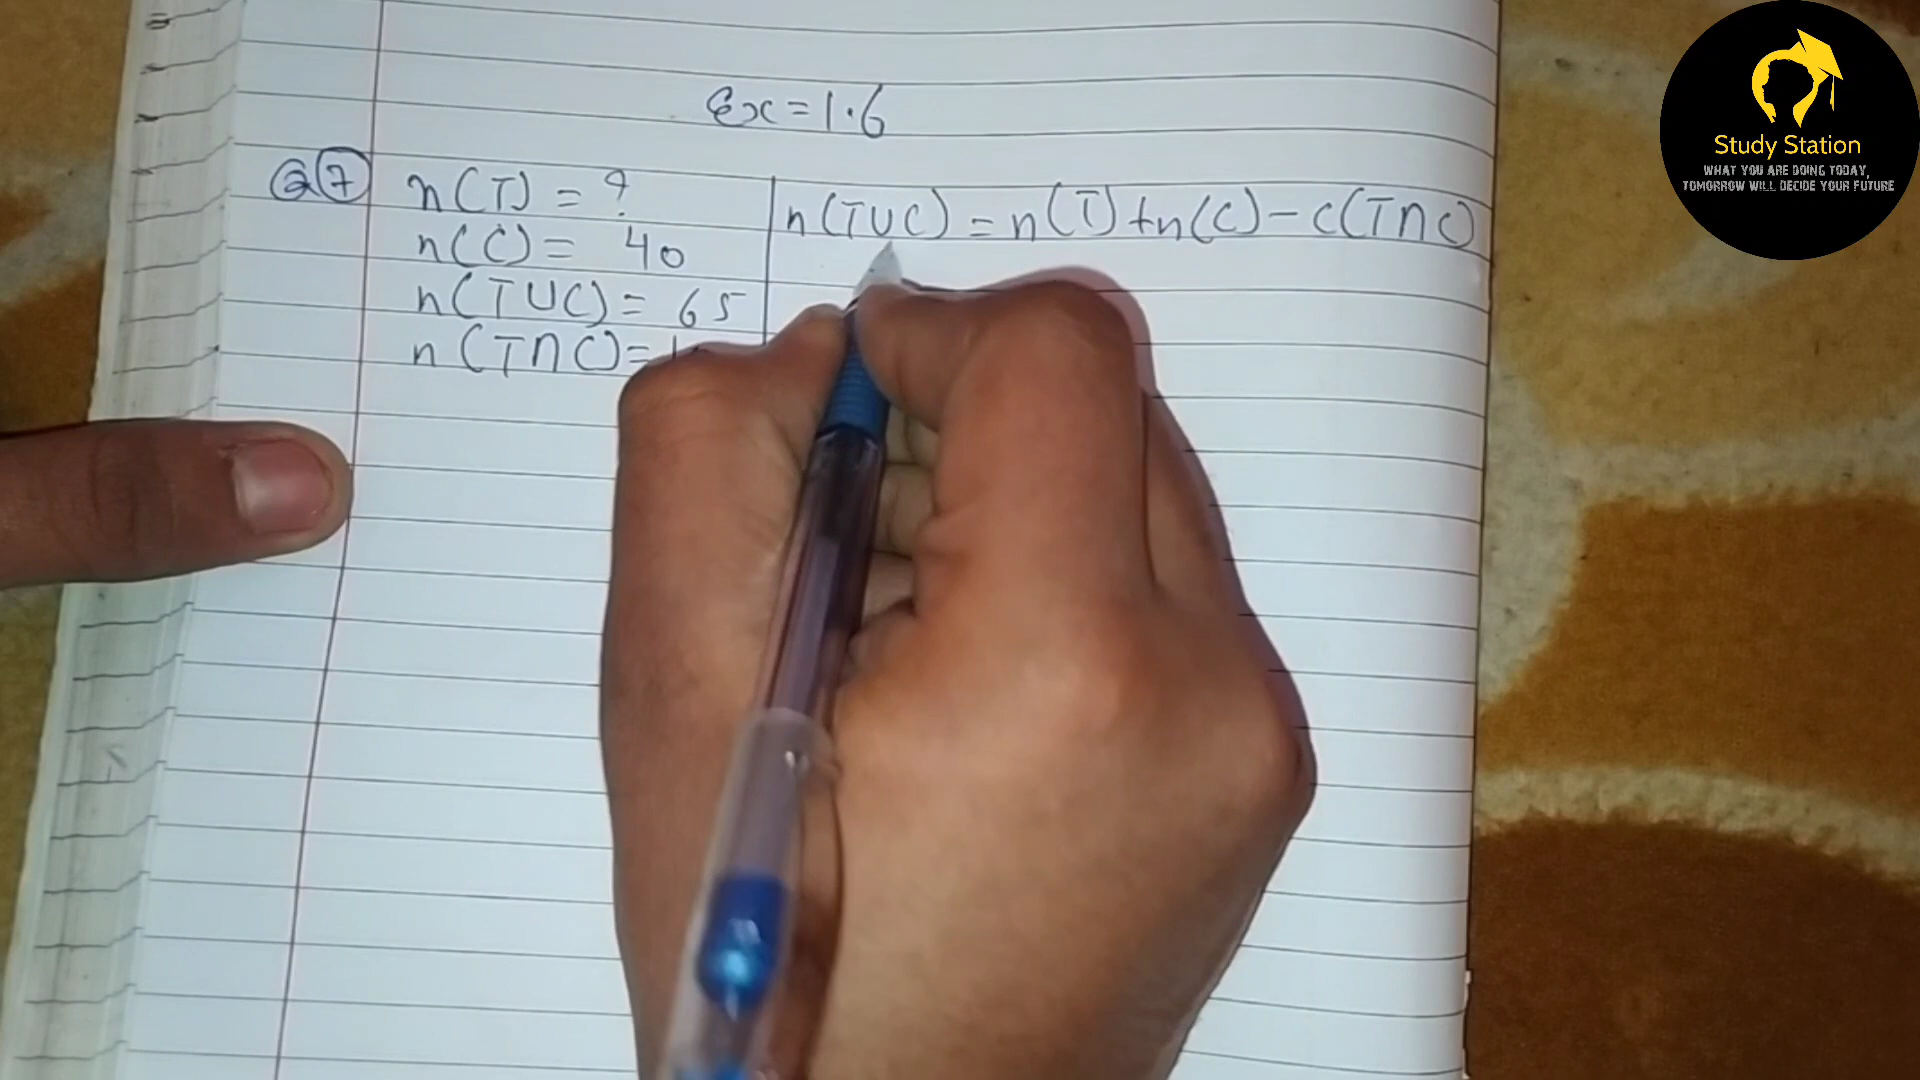 Ex = 1.6
Q 7 n(T) = ?
n(C) = 40
n(TUC) = 65
n(T∩C) =
n(TUC) = n(T) + n(C) - c(T∩C)
Study Station
WHAT YOU ARE DOING TODAY,
TOMORROW WILL DECIDE YOUR FUTURE